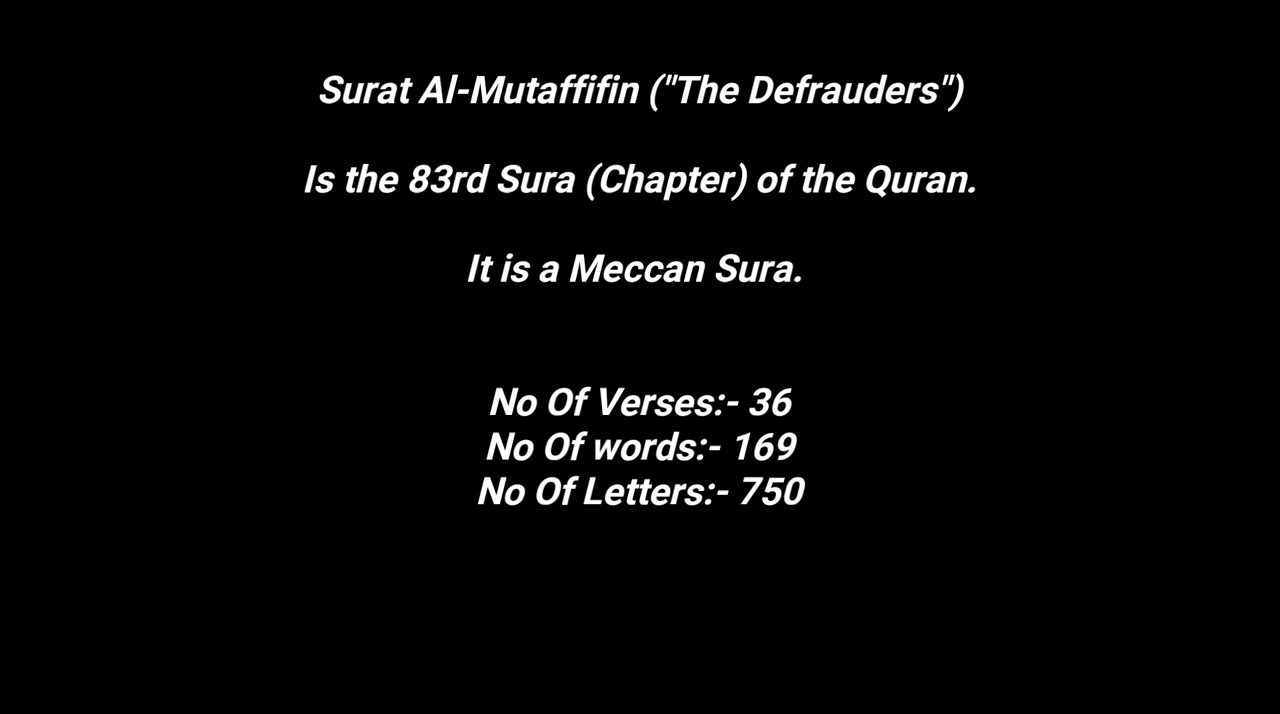 Surat Al-Mutaffifin ("The Defrauders")
Is the 83rd Sura (Chapter) of the Quran.
It is a Meccan Sura.
No Of Verses:- 36
No Of words:- 169
No Of Letters:- 750